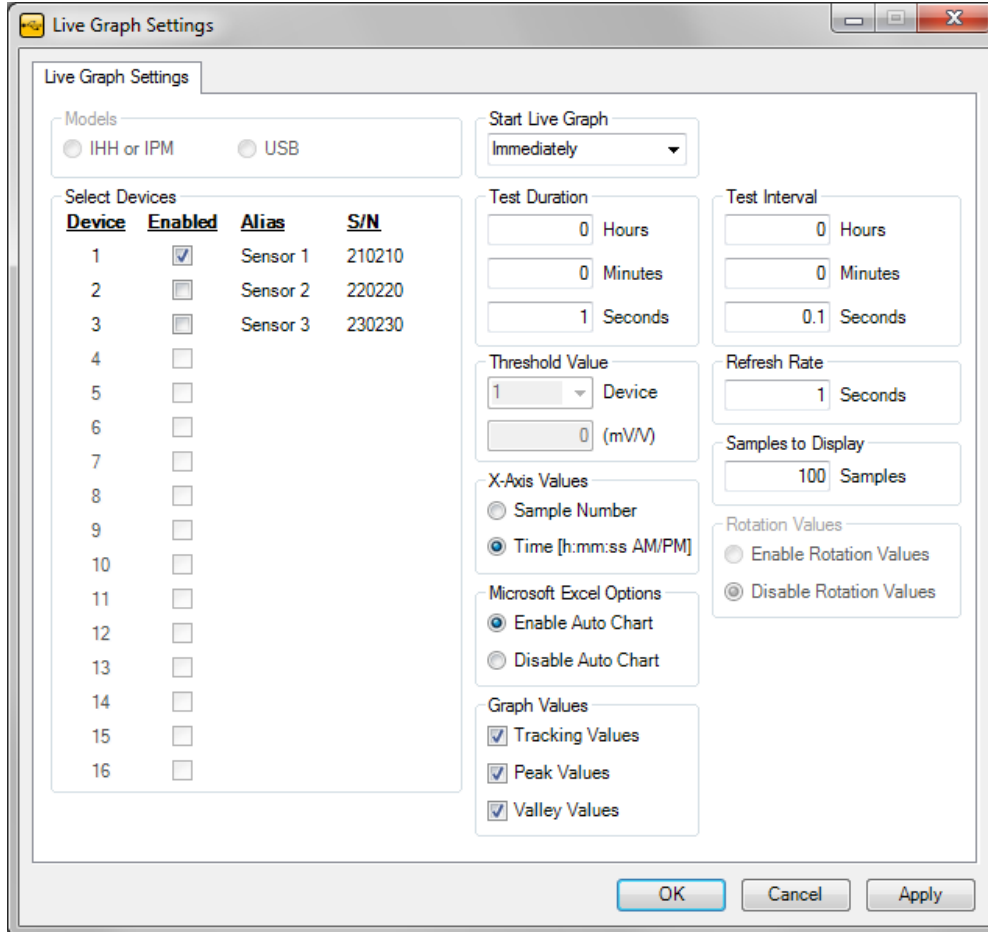 Live Graph Settings
Live Graph Settings
Models
IHH or IPM USB
Select Devices
Device Enabled Alias S/N
1 Sensor 1 210210
2 Sensor 2 220220
3 Sensor 3 230230
4
5
6
7
8
9
10
11
12
13
14
15
16
Start Live Graph
Immediately
Test Duration
0 Hours
0 Minutes
1 Seconds
Threshold Value
1 Device
0 (mV/V)
X-Axis Values
Sample Number
Time [h:mm:ss AM/PM]
Microsoft Excel Options
Enable Auto Chart
Disable Auto Chart
Graph Values
Tracking Values
Peak Values
Valley Values
Test Interval
0 Hours
0 Minutes
0.1 Seconds
Refresh Rate
1 Seconds
Samples to Display
100 Samples
Rotation Values
Enable Rotation Values
Disable Rotation Values
OK Cancel Apply